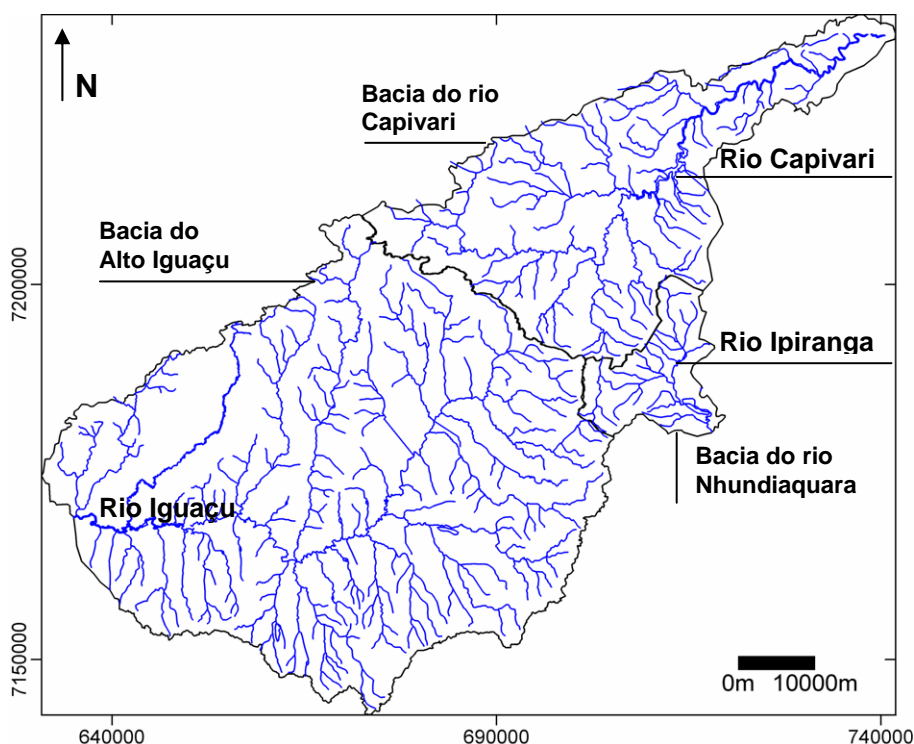 N
Bacia do rio
Capivari
Rio Capivari
Bacia do
Alto Iguaçu
Rio Ipiranga
Bacia do rio
Nhundiaquara
Rio Iguaçu
7200000
7150000
0m 10000m
640000
690000
740000